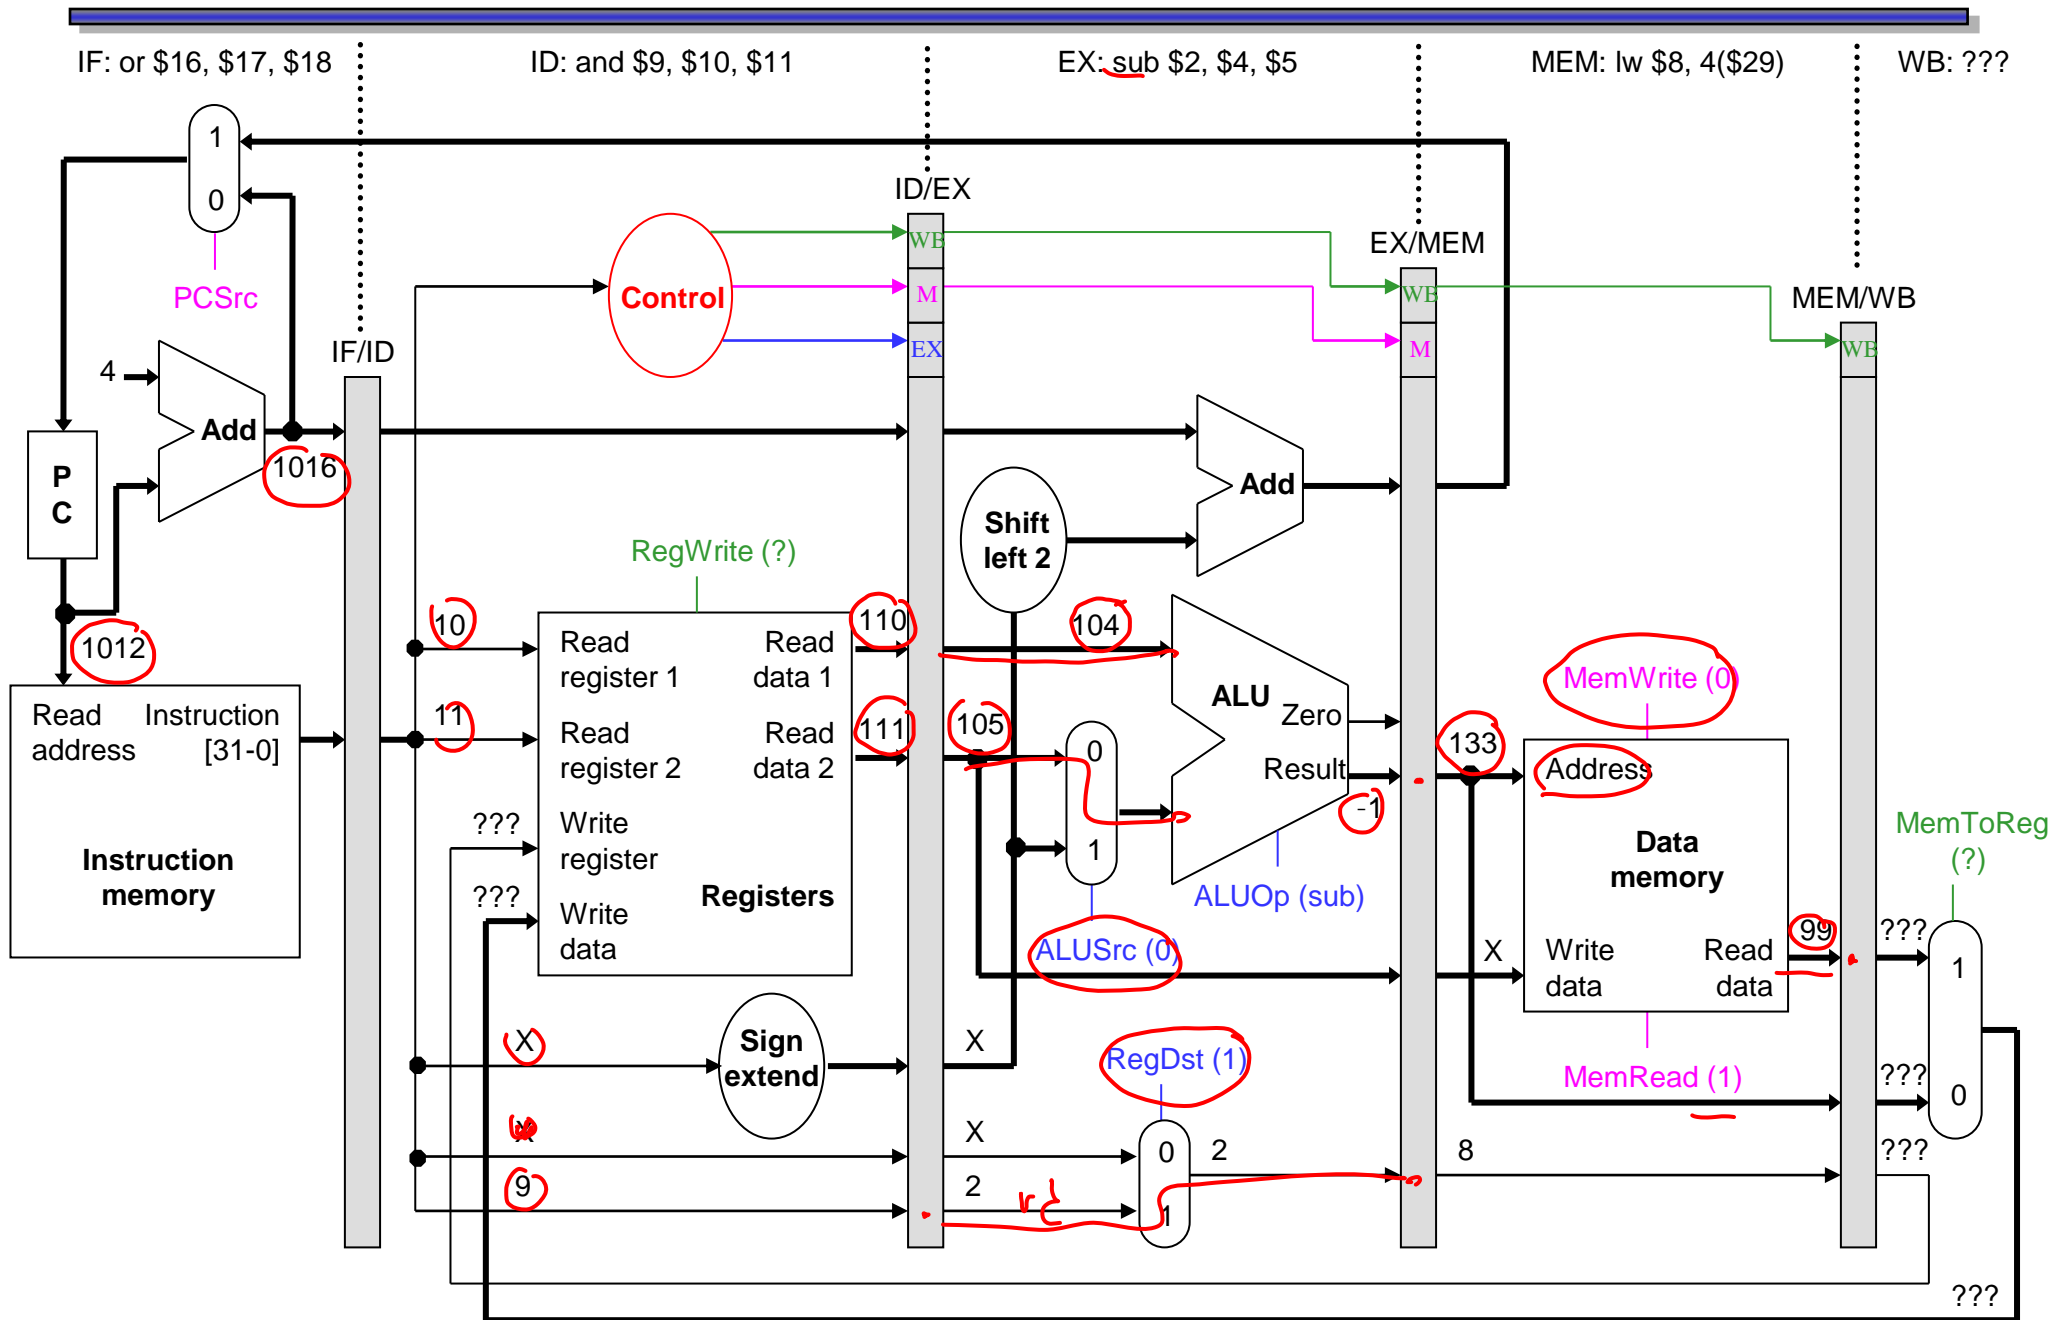 IF: or $16, $17, $18
ID: and $9, $10, $11
EX: sub $2, $4, $5
MEM: lw $8, 4($29)
WB: ???
1
0
PCSrc
4
Add
1016
P
C
1012
Read
address
Instruction
[31-0]
Instruction
memory
IF/ID
Control
ID/EX
WB
M
EX
EX/MEM
WB
M
MEM/WB
WB
RegWrite (?)
10
11
???
???
Read
register 1
Read
data 1
Read
register 2
Read
data 2
Write
register
Write
data
Registers
110
111
X
Sign
extend
X
9
Shift
left 2
Add
104
105
0
1
ALU
Zero
Result
-1
ALUOp (sub)
ALUSrc (0)
X
X
2
rd
RegDst (1)
0
1
2
133
MemWrite (0)
Address
Data
memory
X
Write
data
Read
data
99
MemRead (1)
8
MemToReg
(?)
???
1
???
0
???
???